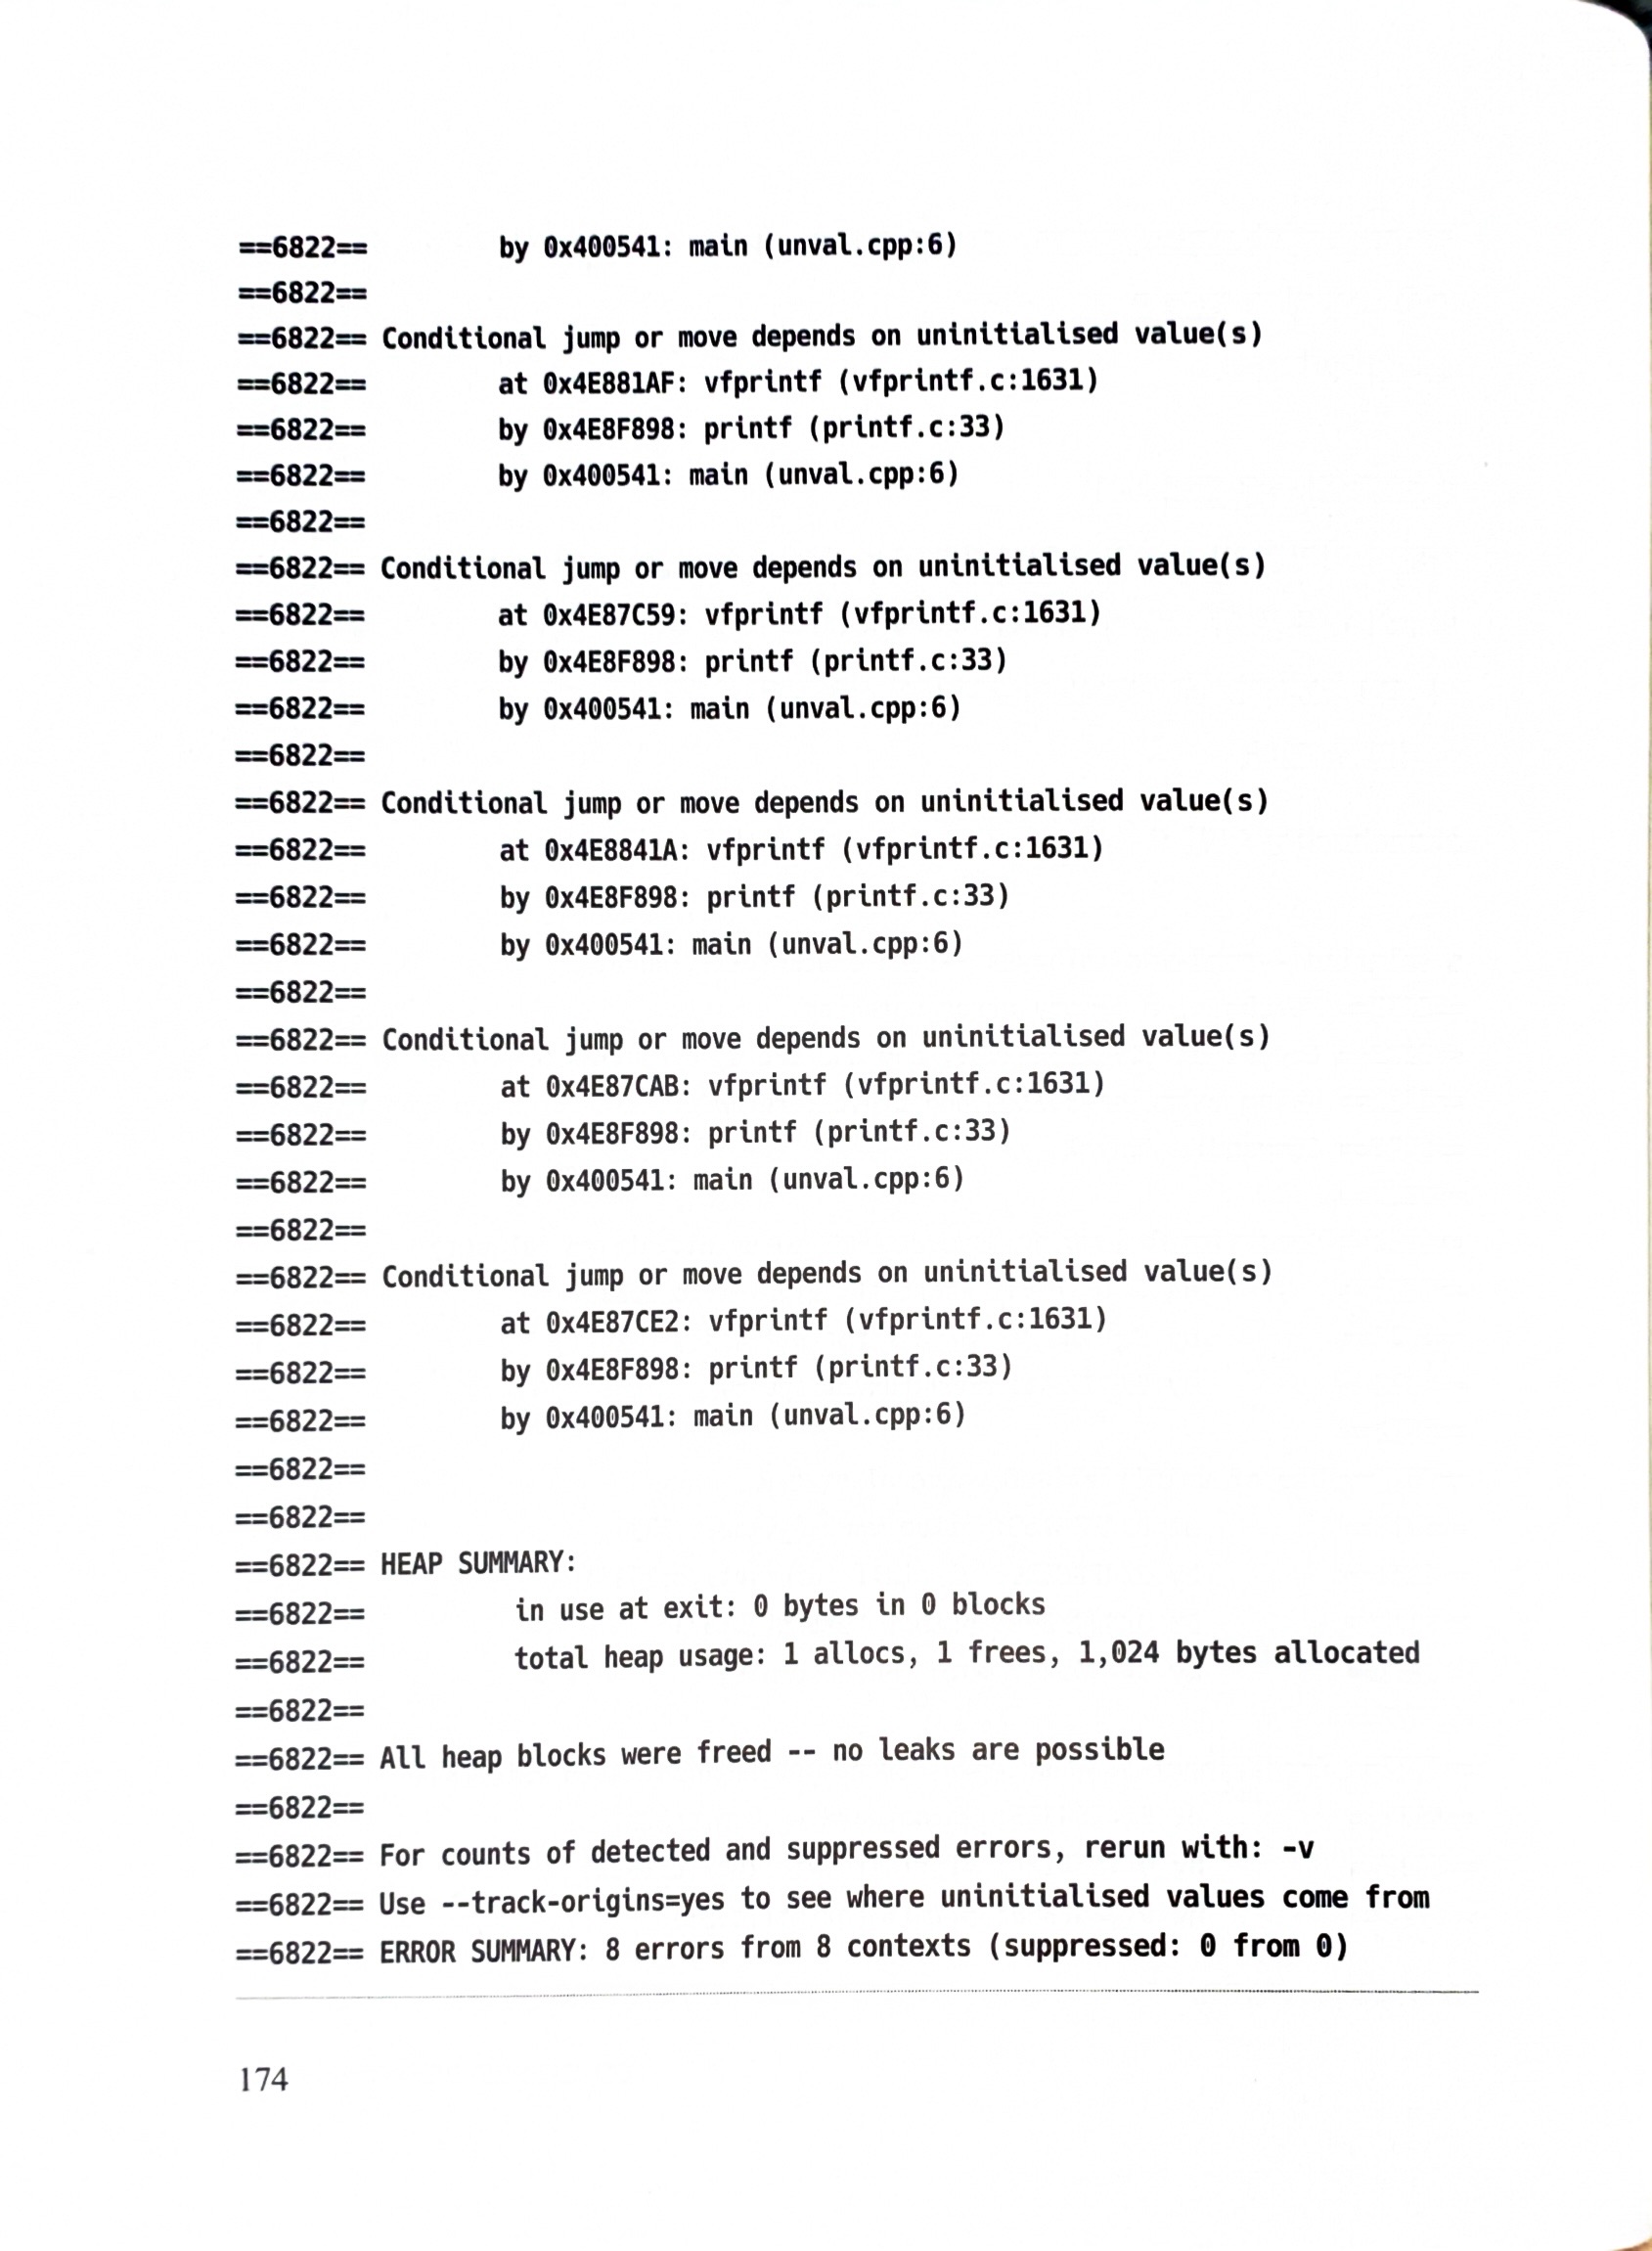 ==6822==         by 0x400541: main (unval.cpp:6)
==6822==
==6822== Conditional jump or move depends on uninitialised value(s)
==6822==         at 0x4E881AF: vfprintf (vfprintf.c:1631)
==6822==         by 0x4E8F898: printf (printf.c:33)
==6822==         by 0x400541: main (unval.cpp:6)
==6822==
==6822== Conditional jump or move depends on uninitialised value(s)
==6822==         at 0x4E87C59: vfprintf (vfprintf.c:1631)
==6822==         by 0x4E8F898: printf (printf.c:33)
==6822==         by 0x400541: main (unval.cpp:6)
==6822==
==6822== Conditional jump or move depends on uninitialised value(s)
==6822==         at 0x4E8841A: vfprintf (vfprintf.c:1631)
==6822==         by 0x4E8F898: printf (printf.c:33)
==6822==         by 0x400541: main (unval.cpp:6)
==6822==
==6822== Conditional jump or move depends on uninitialised value(s)
==6822==         at 0x4E87CAB: vfprintf (vfprintf.c:1631)
==6822==         by 0x4E8F898: printf (printf.c:33)
==6822==         by 0x400541: main (unval.cpp:6)
==6822==
==6822== Conditional jump or move depends on uninitialised value(s)
==6822==         at 0x4E87CE2: vfprintf (vfprintf.c:1631)
==6822==         by 0x4E8F898: printf (printf.c:33)
==6822==         by 0x400541: main (unval.cpp:6)
==6822==
==6822==
==6822== HEAP SUMMARY:
==6822==          in use at exit: 0 bytes in 0 blocks
==6822==          total heap usage: 1 allocs, 1 frees, 1,024 bytes allocated
==6822==
==6822== All heap blocks were freed -- no leaks are possible
==6822==
==6822== For counts of detected and suppressed errors, rerun with: -v
==6822== Use --track-origins=yes to see where uninitialised values come from
==6822== ERROR SUMMARY: 8 errors from 8 contexts (suppressed: 0 from 0)
174